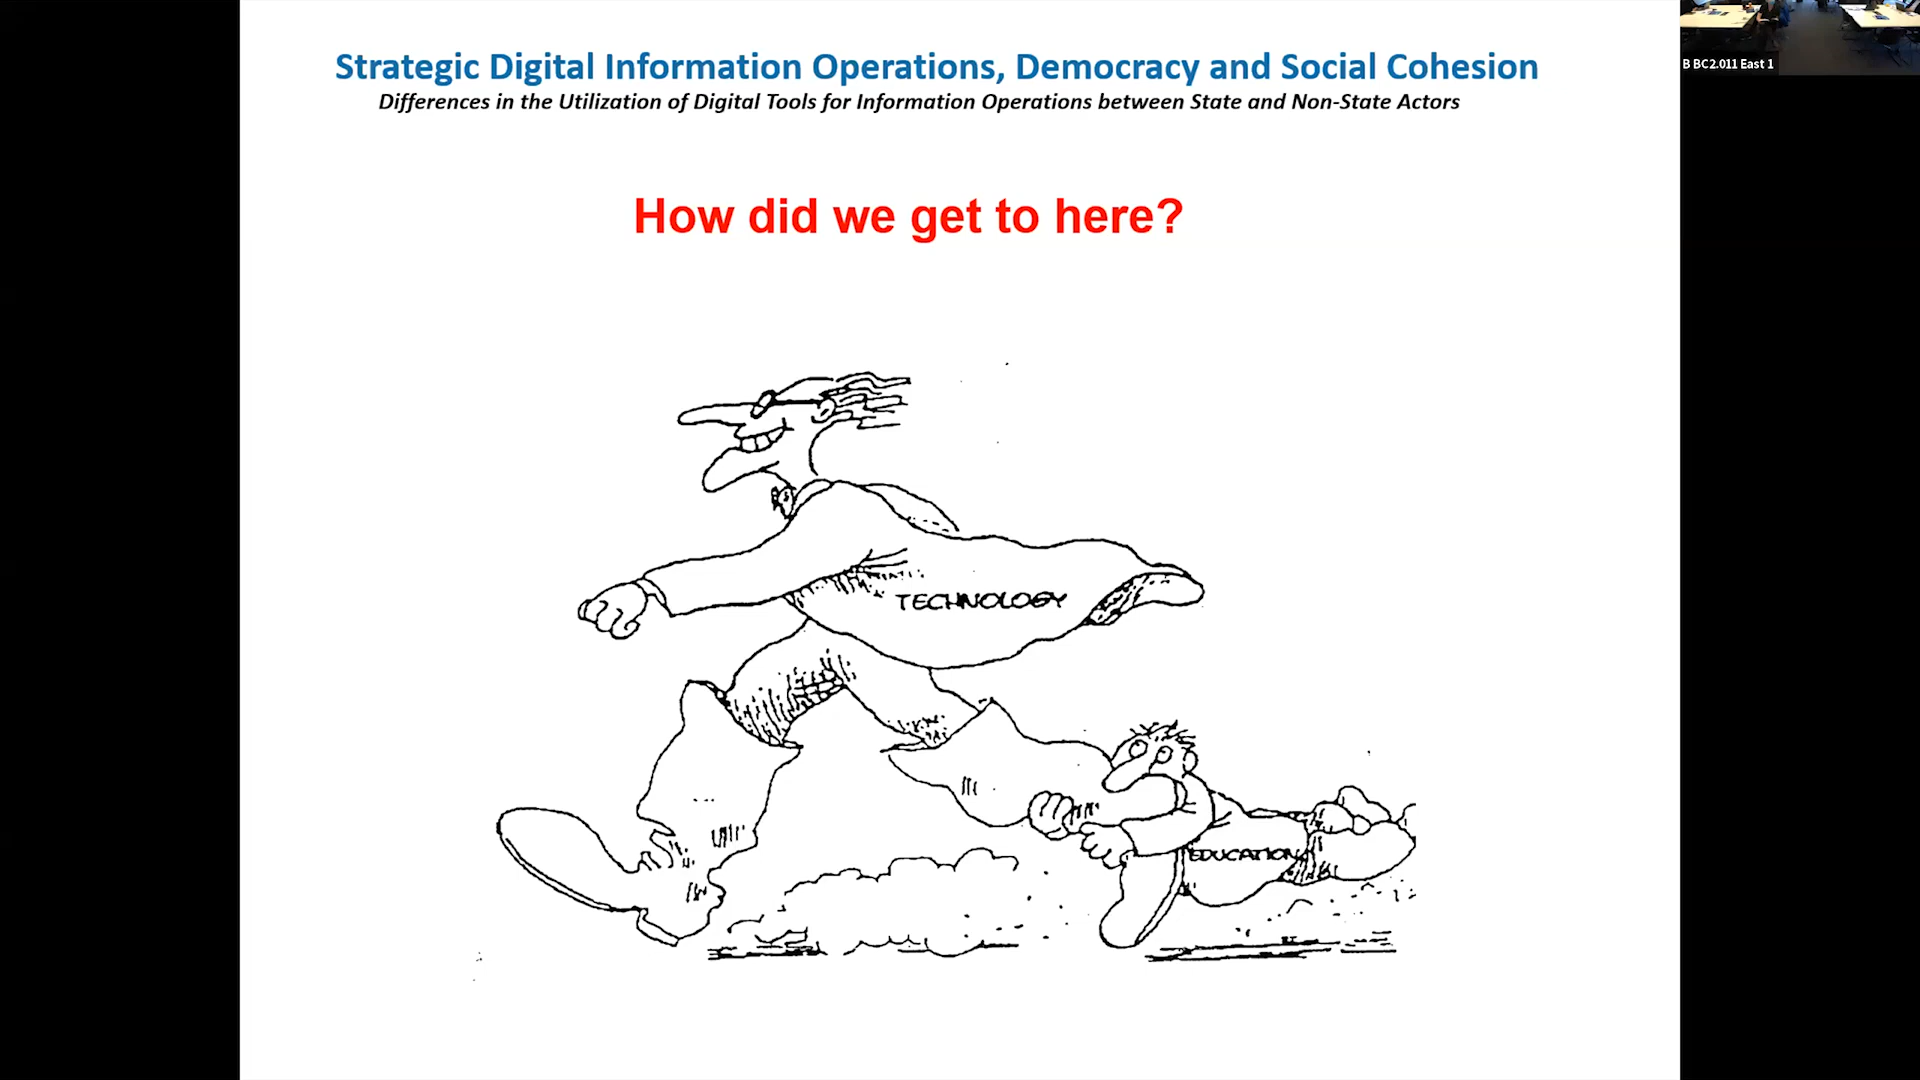 Strategic Digital Information Operations, Democracy and Social Cohesion
Differences in the Utilization of Digital Tools for Information Operations between State and Non-State Actors
B BC2.011 East 1
How did we get to here?
TECHNOLOGY
EDUCATION